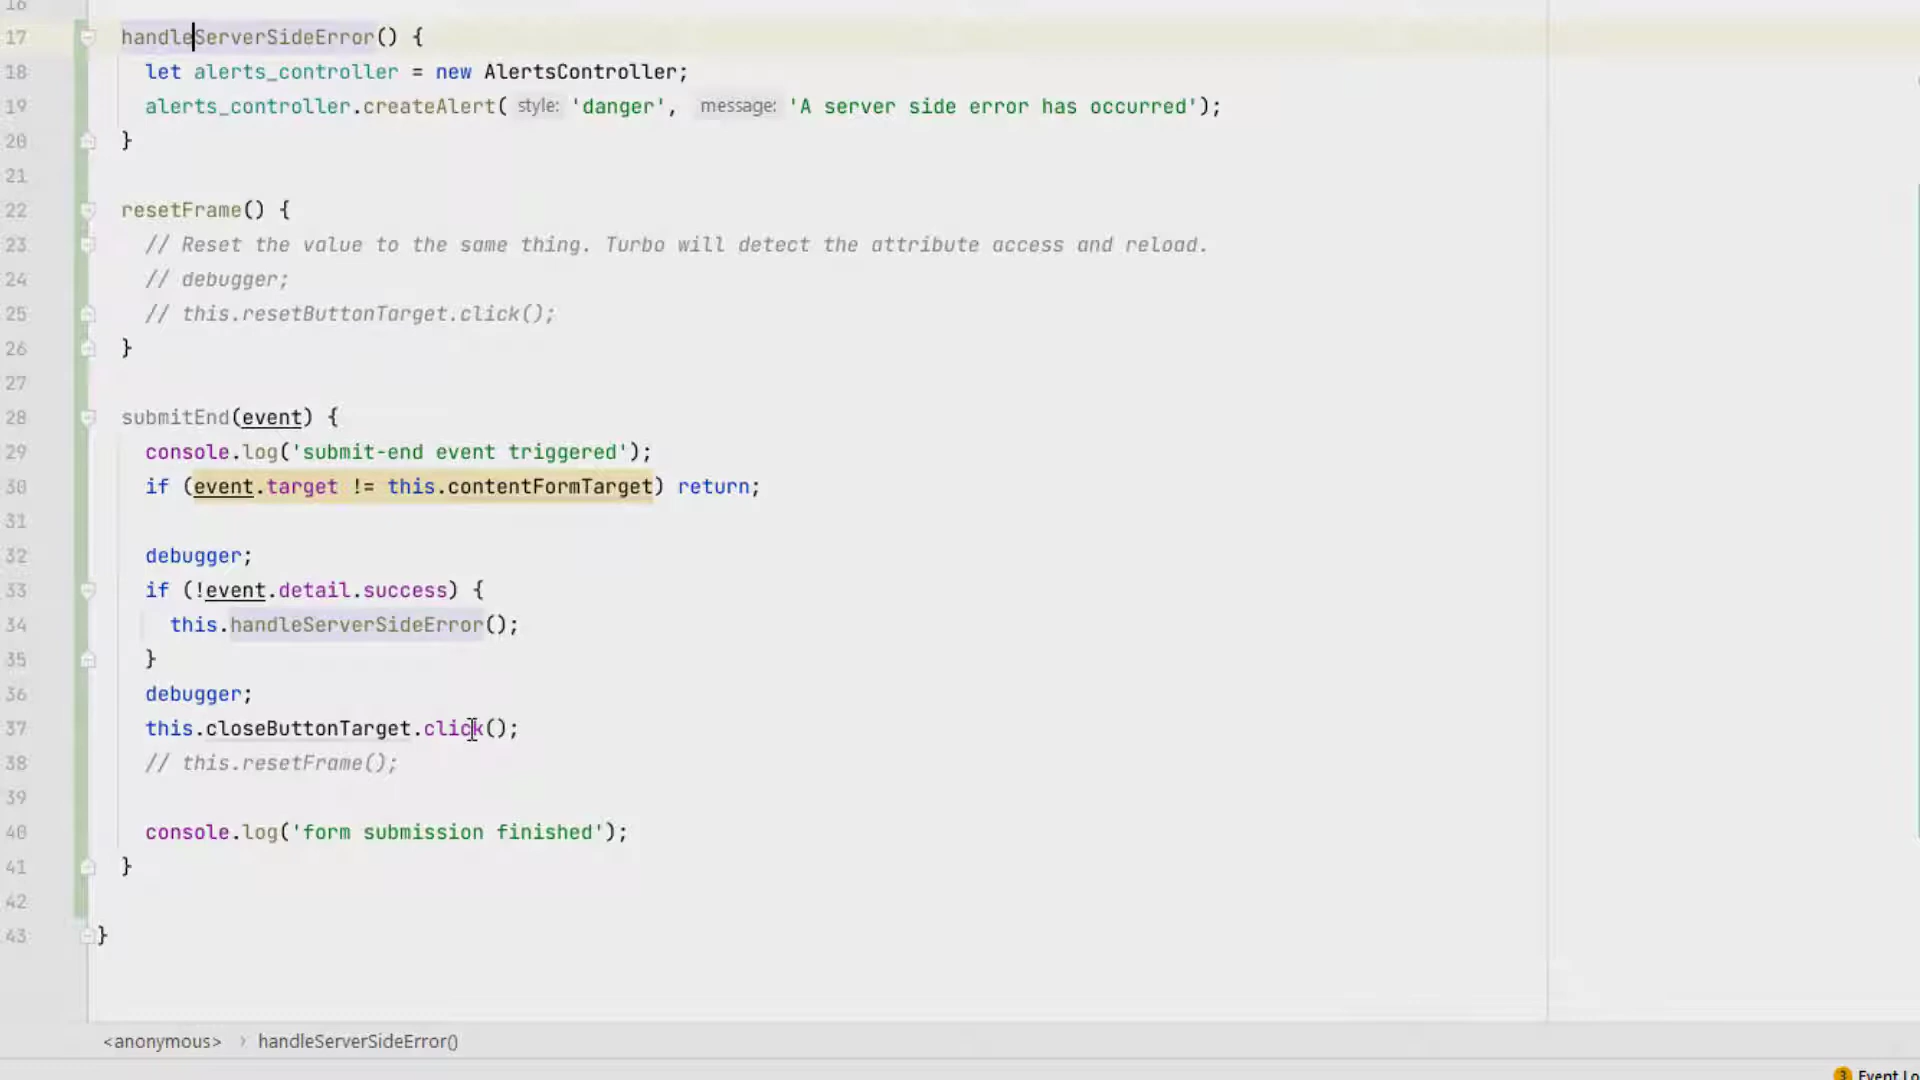 16
17 handleServerSideError() {
18 let alerts_controller = new AlertsController;
19 alerts_controller.createAlert( style: 'danger', message: 'A server side error has occurred');
20 }
21
22 resetFrame() {
23 // Reset the value to the same thing. Turbo will detect the attribute access and reload.
24 // debugger;
25 // this.resetButtonTarget.click();
26 }
27
28 submitEnd(event) {
29 console.log('submit-end event triggered');
30 if (event.target != this.contentFormTarget) return;
31
32 debugger;
33 if (!event.detail.success) {
34 this.handleServerSideError();
35 }
36 debugger;
37 this.closeButtonTarget.click();
38 // this.resetFrame();
39
40 console.log('form submission finished');
41 }
42
43 }
<anonymous> › handleServerSideError()
3 Event Lo